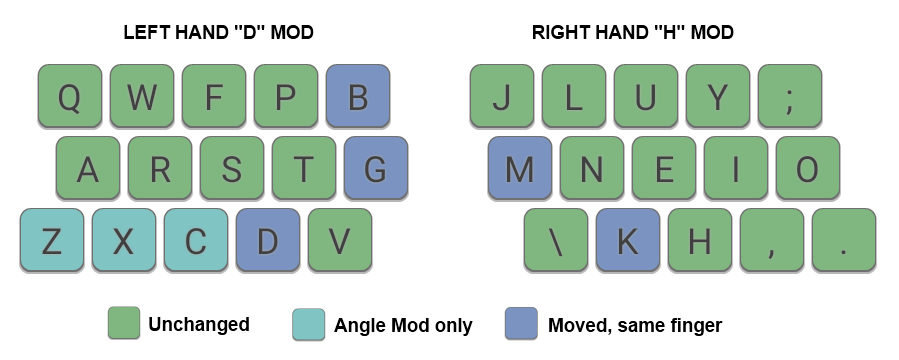 LEFT HAND "D" MOD
RIGHT HAND "H" MOD
Q W F P B
J L U Y ;
A R S T G
M N E I O
Z X C D V
\ K H , .
Unchanged
Angle Mod only
Moved, same finger